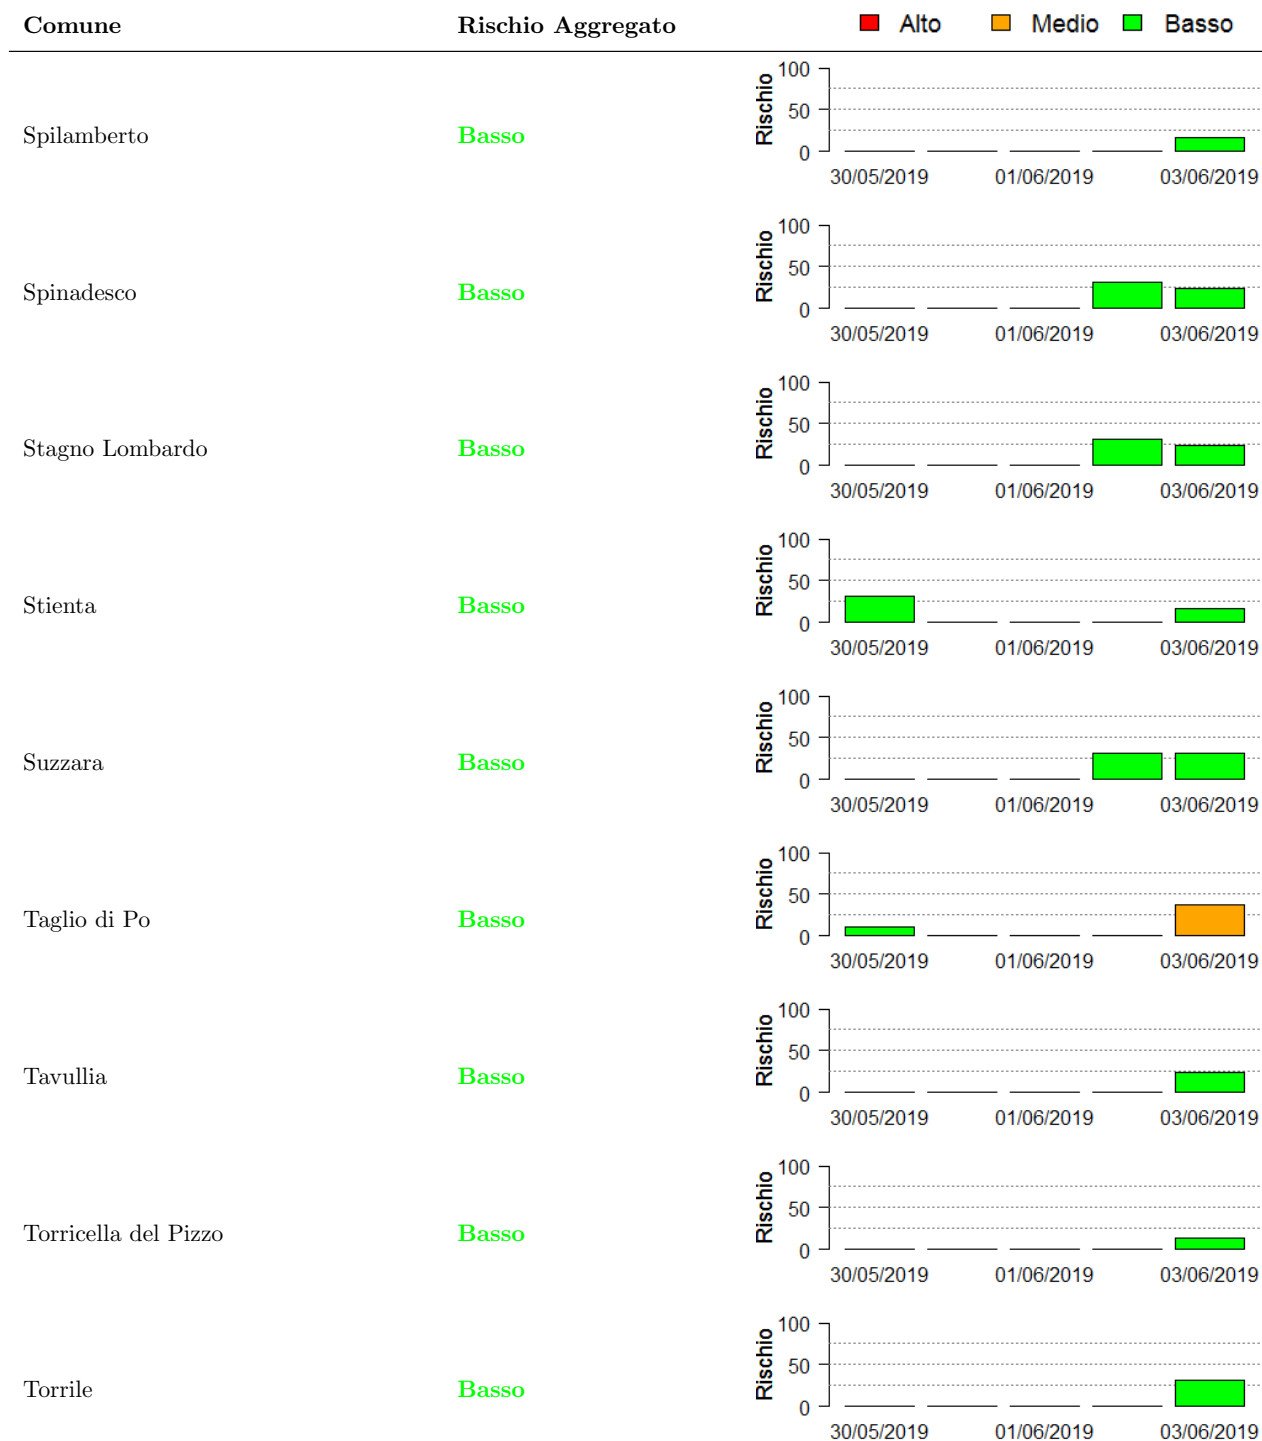 Comune Rischio Aggregato Alto Medio Basso
Spilamberto Basso Rischio 100 50 0
30/05/2019 01/06/2019 03/06/2019
Spinadesco Basso Rischio 100 50 0
30/05/2019 01/06/2019 03/06/2019
Stagno Lombardo Basso Rischio 100 50 0
30/05/2019 01/06/2019 03/06/2019
Stienta Basso Rischio 100 50 0
30/05/2019 01/06/2019 03/06/2019
Suzzara Basso Rischio 100 50 0
30/05/2019 01/06/2019 03/06/2019
Taglio di Po Basso Rischio 100 50 0
30/05/2019 01/06/2019 03/06/2019
Tavullia Basso Rischio 100 50 0
30/05/2019 01/06/2019 03/06/2019
Torricella del Pizzo Basso Rischio 100 50 0
30/05/2019 01/06/2019 03/06/2019
Torrile Basso Rischio 100 50 0
30/05/2019 01/06/2019 03/06/2019